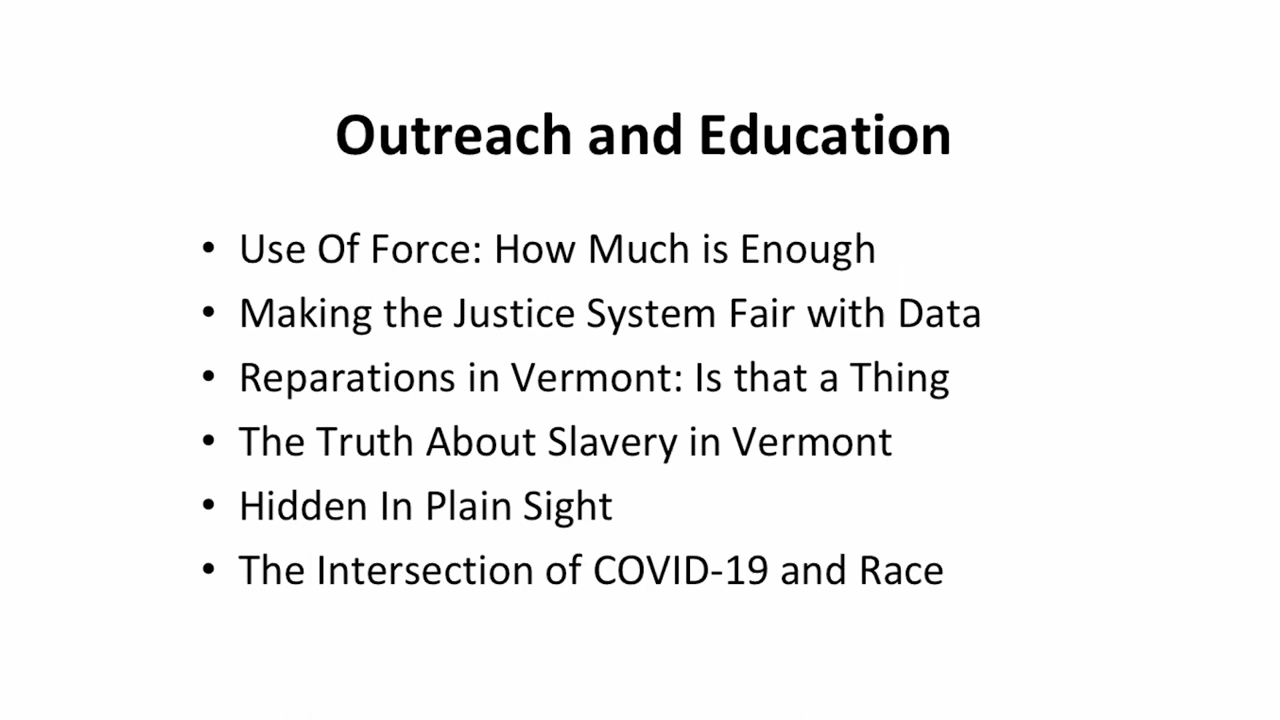 Outreach and Education
• Use Of Force: How Much is Enough
• Making the Justice System Fair with Data
• Reparations in Vermont: Is that a Thing
• The Truth About Slavery in Vermont
• Hidden In Plain Sight
• The Intersection of COVID-19 and Race